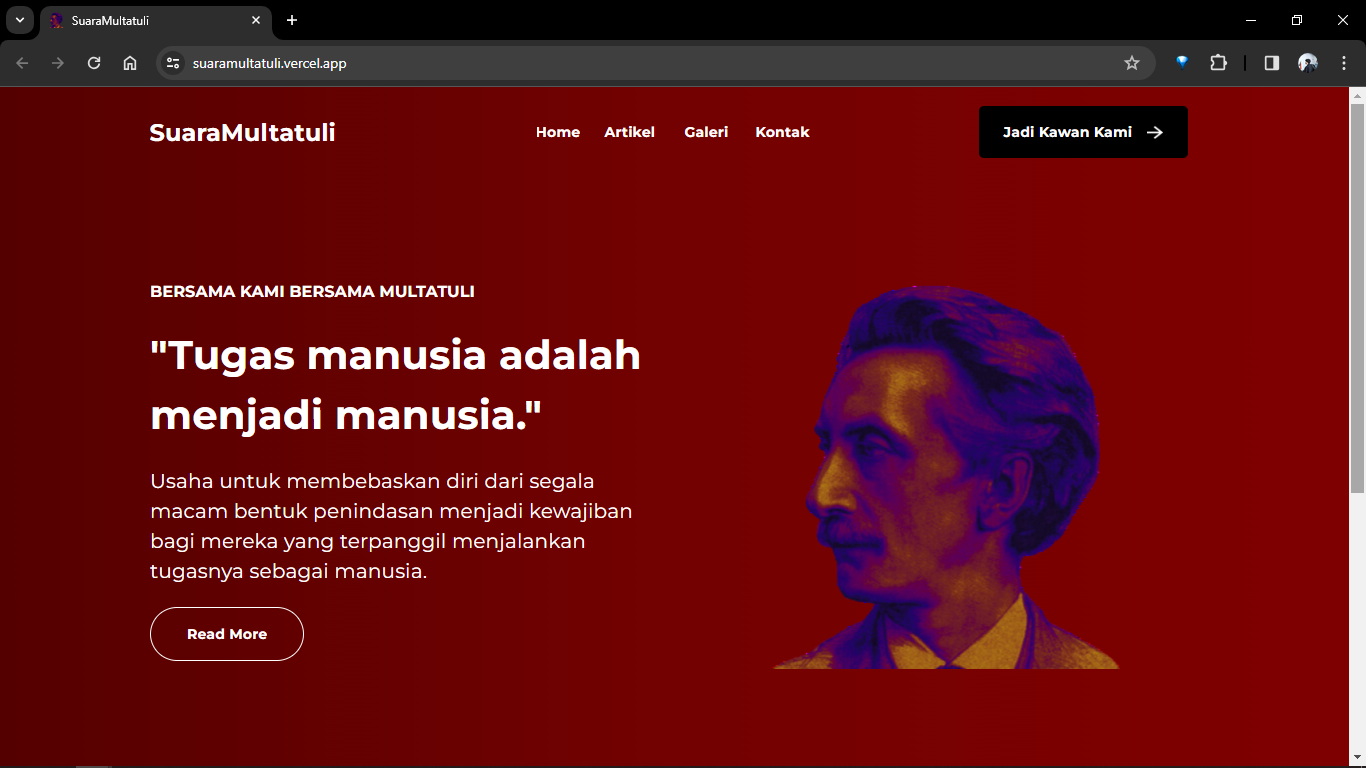 SuaraMultatuli
suaramultatuli.vercel.app
SuaraMultatuli
Home
Artikel
Galeri
Kontak
Jadi Kawan Kami
BERSAMA KAMI BERSAMA MULTATULI
"Tugas manusia adalah
menjadi manusia."
Usaha untuk membebaskan diri dari segala
macam bentuk penindasan menjadi kewajiban
bagi mereka yang terpanggil menjalankan
tugasnya sebagai manusia.
Read More